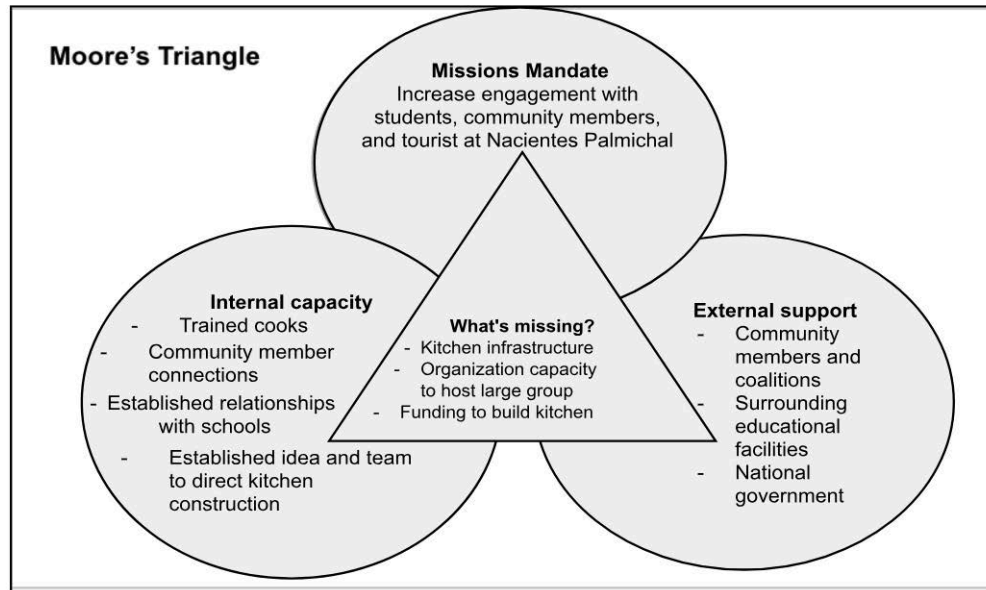 Moore's Triangle
Missions Mandate
Increase engagement with
students, community members,
and tourist at Nacientes Palmichal
Internal capacity
- Trained cooks
- Community member
connections
- Established relationships
with schools
- Established idea and team
to direct kitchen
construction
What's missing?
- Kitchen infrastructure
- Organization capacity
to host large group
- Funding to build kitchen
External support
- Community
members and
coalitions
- Surrounding
educational
facilities
- National
government